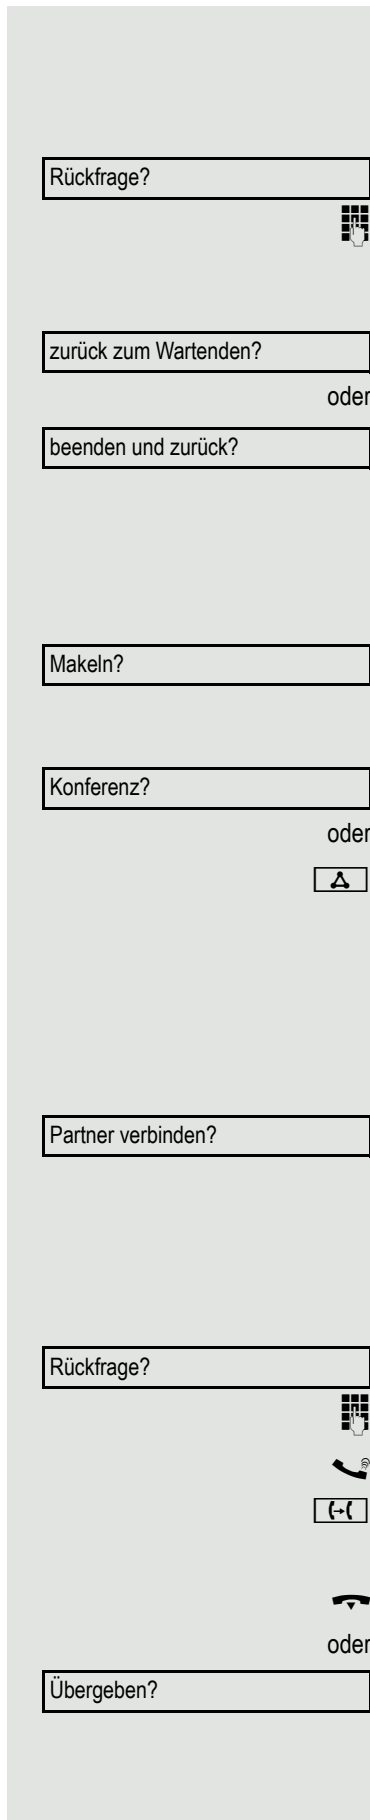 Rückfrage?
zurück zum Wartenden?
oder
beenden und zurück?
Makeln?
Konferenz?
oder
Partner verbinden?
Rückfrage?
oder
Übergeben?